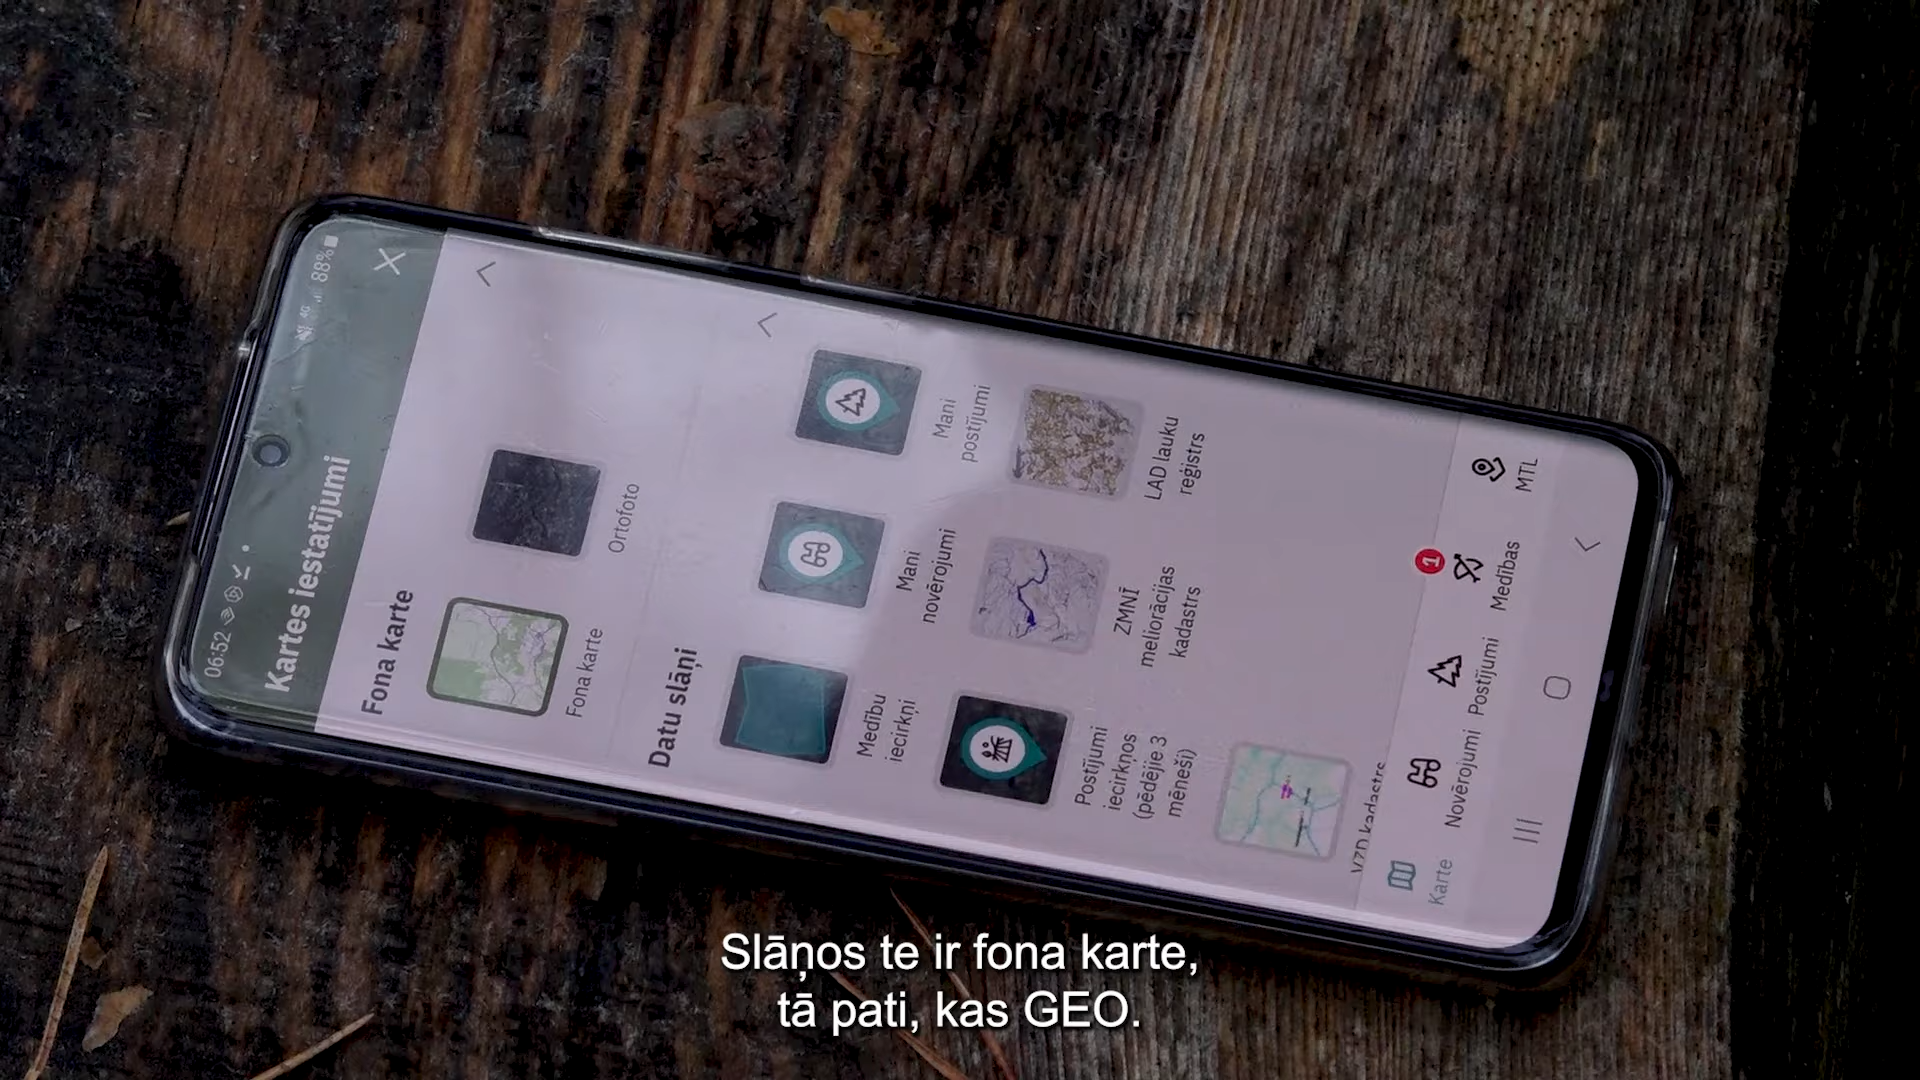 06:52
88%
Kartes iestatījumi
Fona karte
Fona karte
Ortofoto
Datu slāņi
Medību
iecirkņi
Mani
novērojumi
Mani
postījumi
Postījumi
iecirkņos
(pēdējie 3
mēneši)
ZMNĪ
meliorācijas
kadastrs
LAD lauku
reģistrs
VZD kadastrs
Karte
Novērojumi
Postījumi
1
Medības
MTL
Slāņos te ir fona karte,
tā pati, kas GEO.